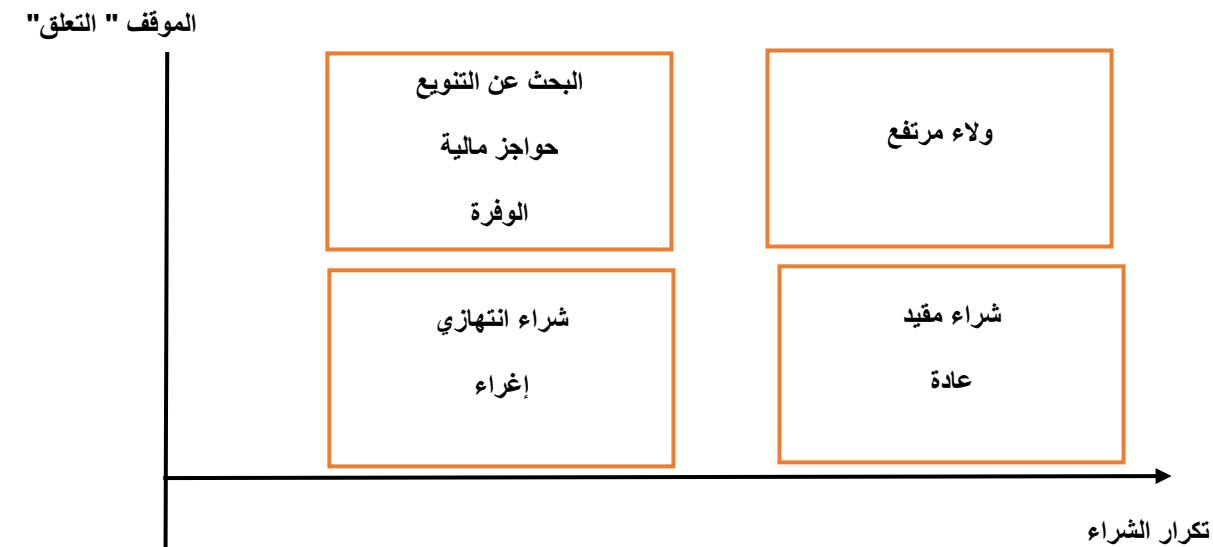 الموقف " التعلق"
ولاء مرتفع
البحث عن التنويع
حواجز مالية
الوفرة
شراء مقيد
عادة
شراء انتهازي
إغراء
تكرار الشراء